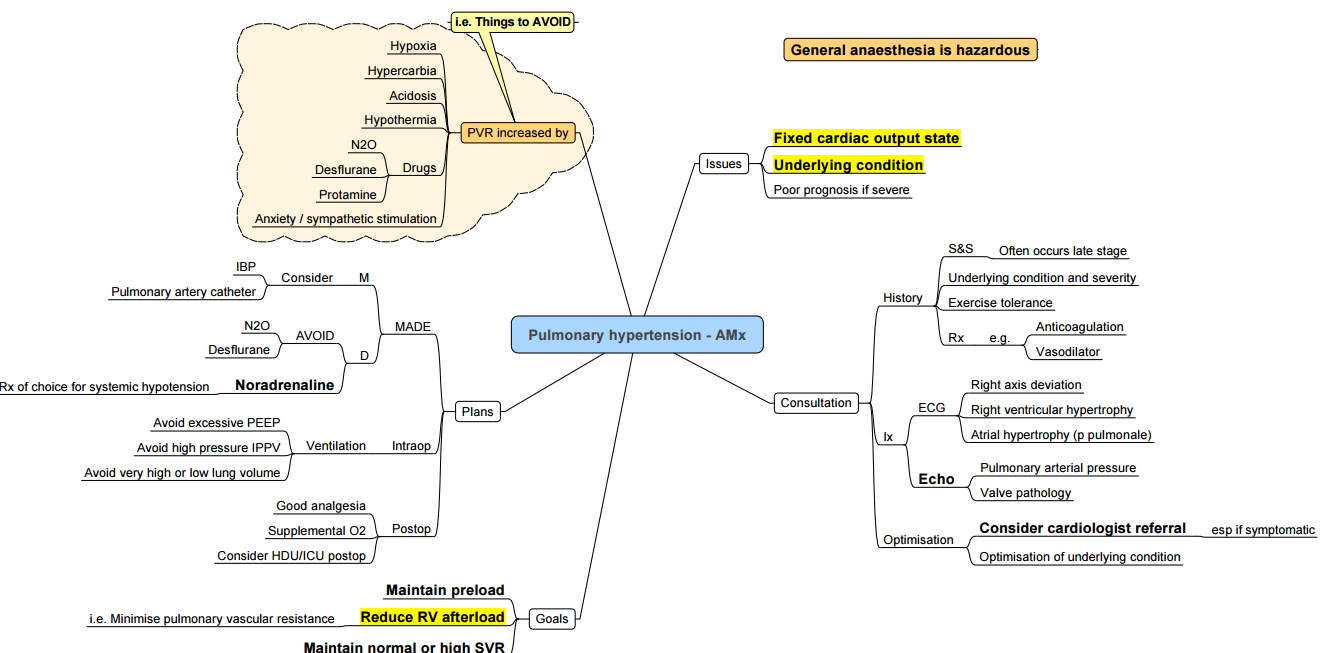 i.e. Things to AVOID
Hypoxia
Hypercarbia
Acidosis
Hypothermia
N2O
Desflurane
Protamine
Drugs
Anxiety / sympathetic stimulation
PVR increased by
General anaesthesia is hazardous
Issues
Fixed cardiac output state
Underlying condition
Poor prognosis if severe
Pulmonary hypertension - AMx
Consultation
History
S&S
Often occurs late stage
Underlying condition and severity
Exercise tolerance
Rx
e.g.
Anticoagulation
Vasodilator
Ix
ECG
Right axis deviation
Right ventricular hypertrophy
Atrial hypertrophy (p pulmonale)
Echo
Pulmonary arterial pressure
Valve pathology
Optimisation
Consider cardiologist referral
esp if symptomatic
Optimisation of underlying condition
Plans
MADE
M
Consider
IBP
Pulmonary artery catheter
D
AVOID
N2O
Desflurane
Noradrenaline
Rx of choice for systemic hypotension
Intraop
Ventilation
Avoid excessive PEEP
Avoid high pressure IPPV
Avoid very high or low lung volume
Postop
Good analgesia
Supplemental O2
Consider HDU/ICU postop
Goals
Maintain preload
Reduce RV afterload
i.e. Minimise pulmonary vascular resistance
Maintain normal or high SVR